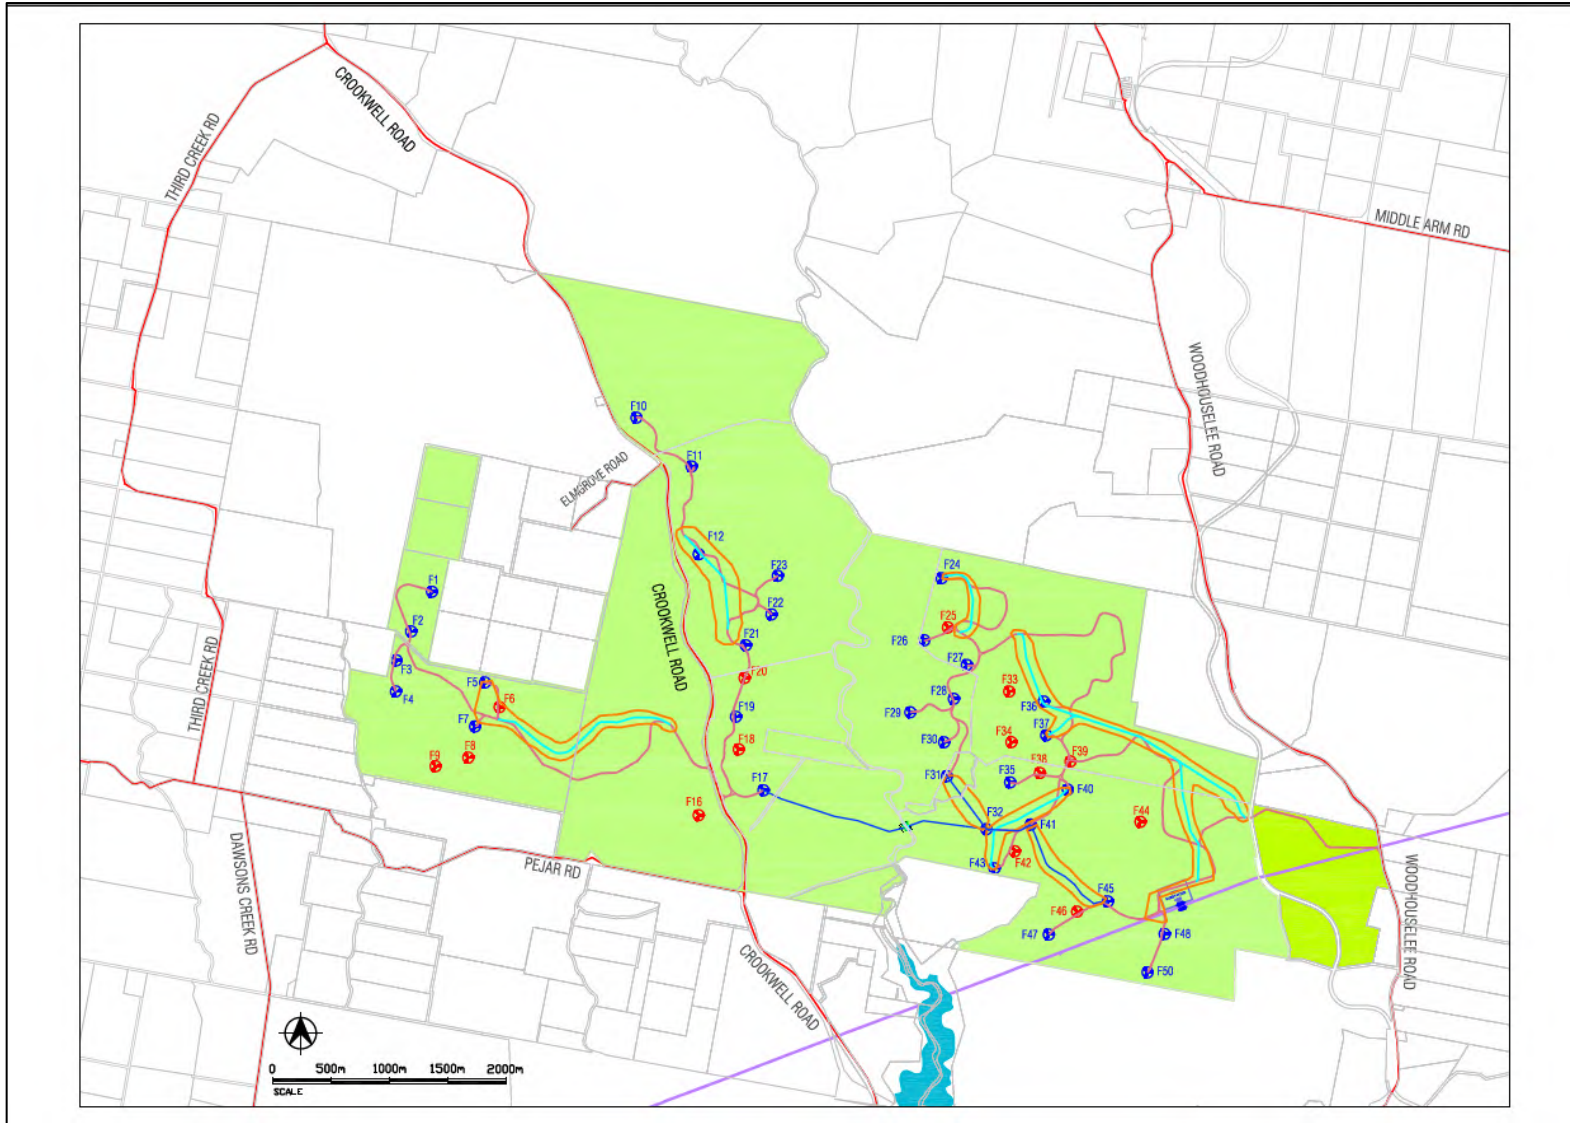 CROOKWELL ROAD
THIRD CREEK RD
MIDDLE ARM RD
WOODHOUSELEE ROAD
F10
ELMGROVE ROAD
F11
F12
F23
F24
F1
F22
F25
F2
F21
F26
CROOKWELL ROAD
F27
F3
F20
F5
F33
F4
F6
F28
F36
THIRD CREEK RD
F7
F19
F29
F37
F18
F30
F34
F8
F39
F9
F38
F31
F35
F17
F40
F16
F32
F41
F44
PEJAR RD
F43
F42
WOODHOUSELEE ROAD
DAWSONS CREEK RD
F45
F46
F47
F48
CROOKWELL ROAD
F50
0 500m 1000m 1500m 2000m
SCALE